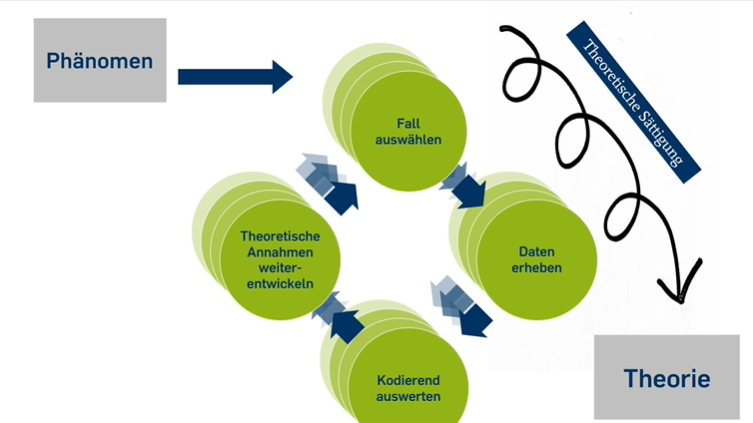 Phänomen
Fall
auswählen
Theoretische Sättigung
Theoretische
Annahmen
weiter-
entwickeln
Daten
erheben
Kodierend
auswerten
Theorie